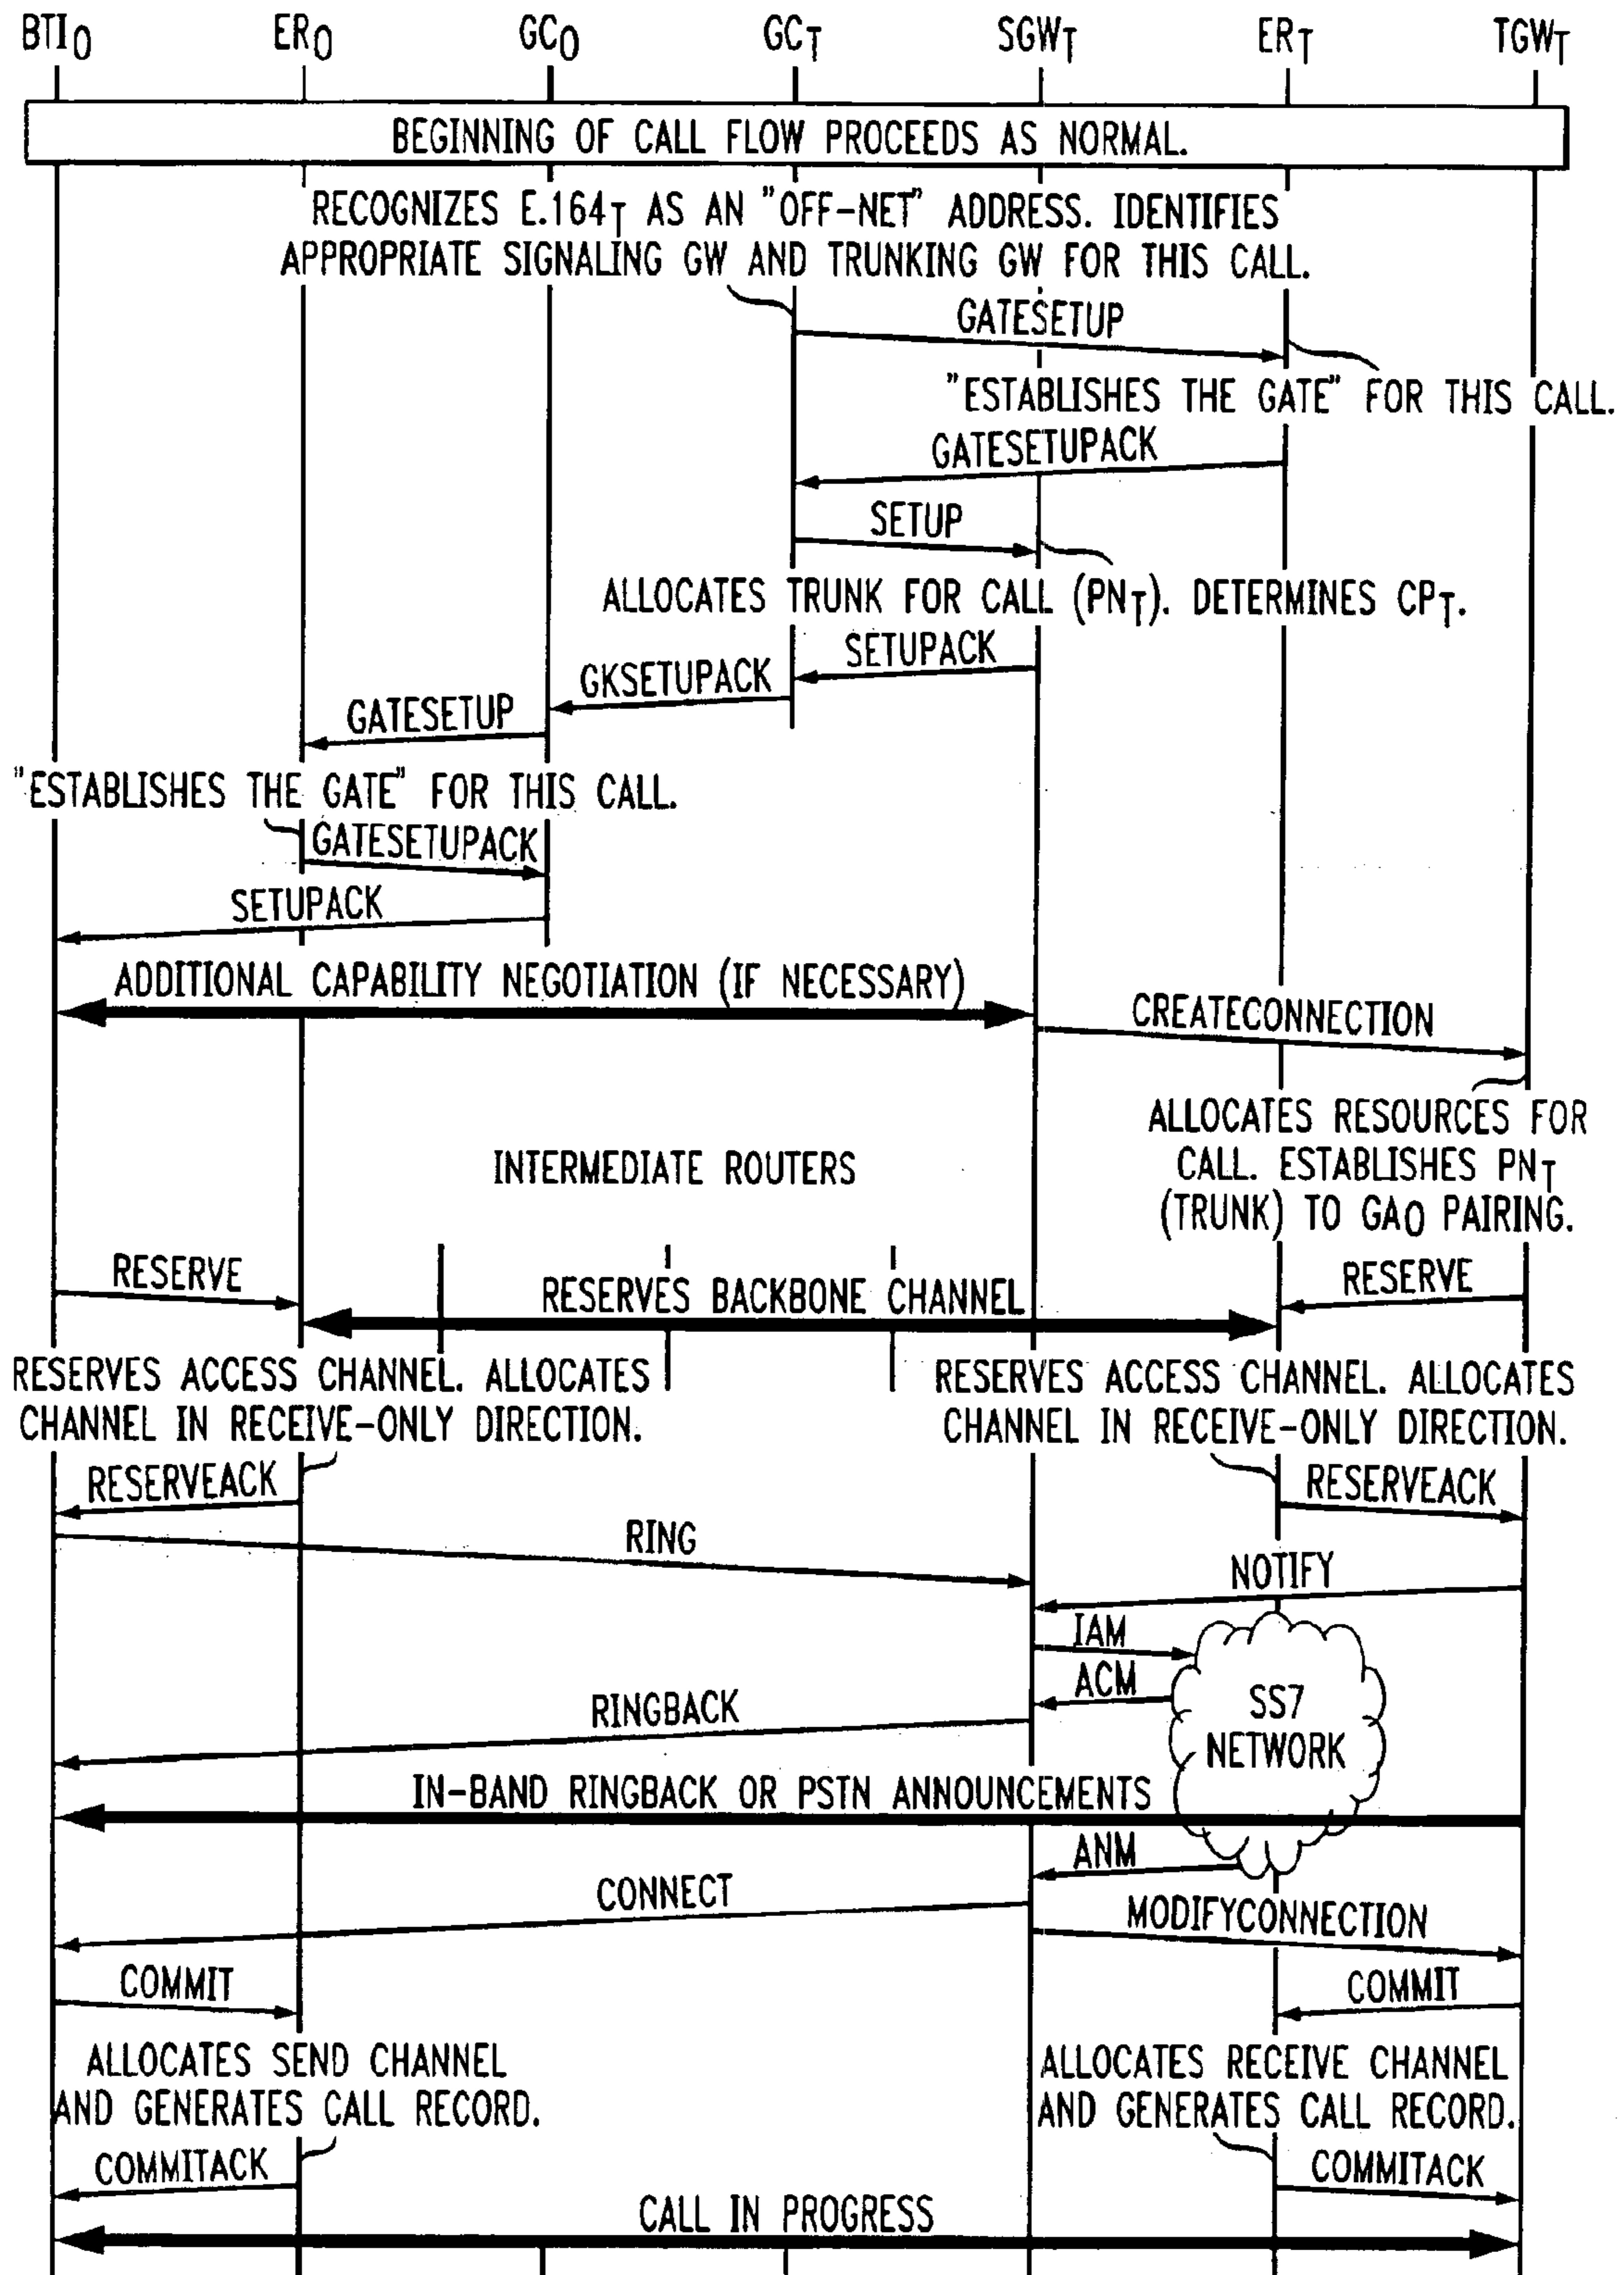 BTIO ERO GCO GCT SGWT ERT TGWT
BEGINNING OF CALL FLOW PROCEEDS AS NORMAL.
RECOGNIZES E.164T AS AN "OFF-NET" ADDRESS. IDENTIFIES
APPROPRIATE SIGNALING GW AND TRUNKING GW FOR THIS CALL.
GATESETUP
"ESTABLISHES THE GATE" FOR THIS CALL.
GATESETUPACK
SETUP
ALLOCATES TRUNK FOR CALL (PNT). DETERMINES CPT.
SETUPACK
GKSETUPACK
GATESETUP
"ESTABLISHES THE GATE" FOR THIS CALL.
GATESETUPACK
SETUPACK
ADDITIONAL CAPABILITY NEGOTIATION (IF NECESSARY)
CREATECONNECTION
ALLOCATES RESOURCES FOR
CALL. ESTABLISHES PNT
(TRUNK) TO GAO PAIRING.
INTERMEDIATE ROUTERS
RESERVE
RESERVES BACKBONE CHANNEL
RESERVE
RESERVES ACCESS CHANNEL. ALLOCATES
CHANNEL IN RECEIVE-ONLY DIRECTION.
RESERVES ACCESS CHANNEL. ALLOCATES
CHANNEL IN RECEIVE-ONLY DIRECTION.
RESERVEACK
RESERVEACK
RING
NOTIFY
IAM
ACM
SS7
NETWORK
RINGBACK
IN-BAND RINGBACK OR PSTN ANNOUNCEMENTS
ANM
CONNECT
MODIFYCONNECTION
COMMIT
COMMIT
ALLOCATES SEND CHANNEL
AND GENERATES CALL RECORD.
ALLOCATES RECEIVE CHANNEL
AND GENERATES CALL RECORD.
COMMITACK
COMMITACK
CALL IN PROGRESS